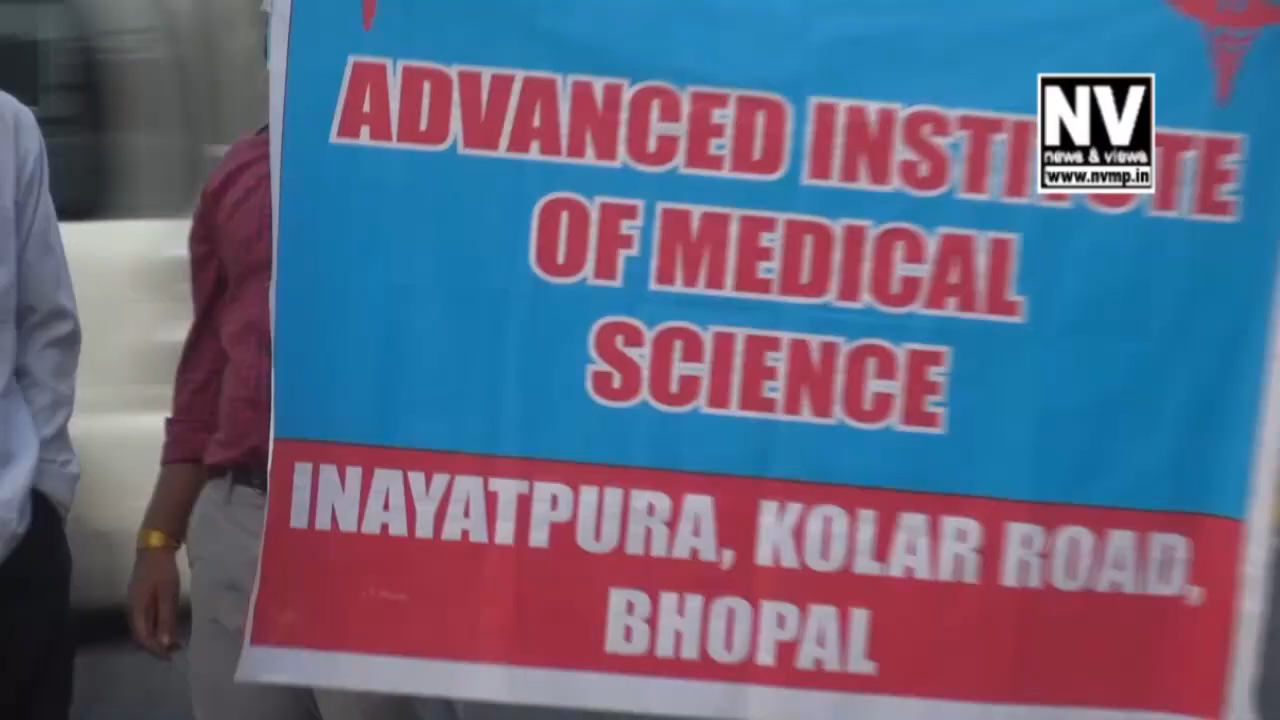 ADVANCED INSTITUTE
OF MEDICAL
SCIENCE
INAYATPURA, KOLAR ROAD,
BHOPAL
NV
news & views
www.nvmp.in